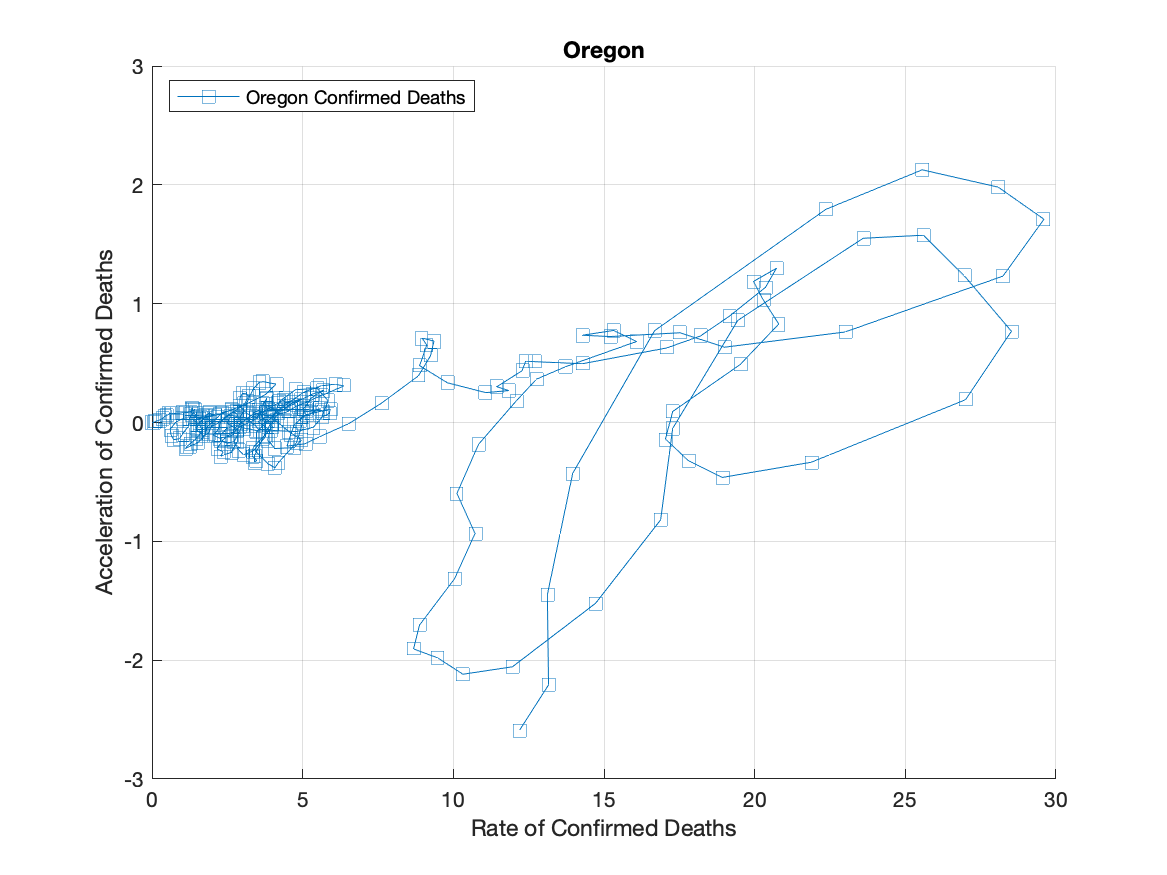 Oregon
Oregon Confirmed Deaths
3
2
1
0
-1
-2
-3
Acceleration of Confirmed Deaths
0 5 10 15 20 25 30
Rate of Confirmed Deaths